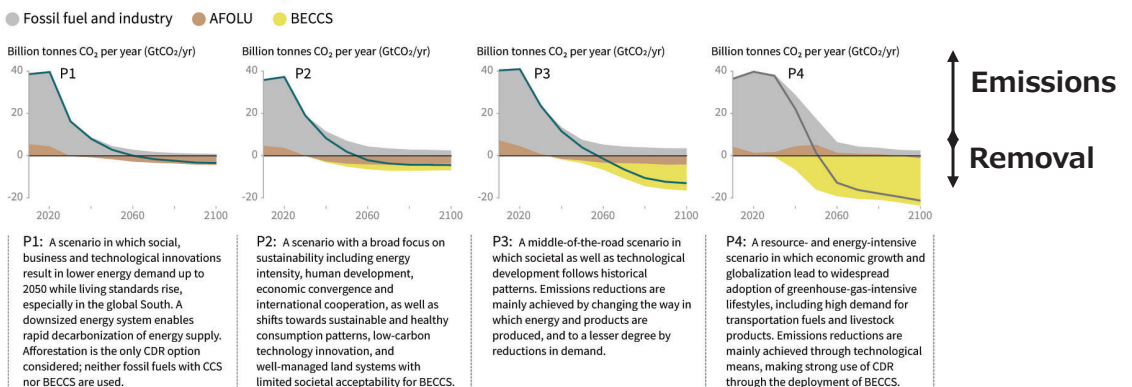 Fossil fuel and industry AFOLU BECCS
Billion tonnes CO₂ per year (GtCO₂/yr)
Billion tonnes CO₂ per year (GtCO₂/yr)
Billion tonnes CO₂ per year (GtCO₂/yr)
Billion tonnes CO₂ per year (GtCO₂/yr)
40
P1
20
0
-20
2020 2060 2100
40
P2
20
0
-20
2020 2060 2100
40
P3
20
0
-20
2020 2060 2100
40
P4
20
0
-20
2020 2060 2100
Emissions
Removal
P1: A scenario in which social,
business and technological innovations
result in lower energy demand up to
2050 while living standards rise,
especially in the global South. A
downsized energy system enables
rapid decarbonization of energy supply.
Afforestation is the only CDR option
considered; neither fossil fuels with CCS
nor BECCS are used.
P2: A scenario with a broad focus on
sustainability including energy
intensity, human development,
economic convergence and
international cooperation, as well as
shifts towards sustainable and healthy
consumption patterns, low-carbon
technology innovation, and
well-managed land systems with
limited societal acceptability for BECCS.
P3: A middle-of-the-road scenario in
which societal as well as technological
development follows historical
patterns. Emissions reductions are
mainly achieved by changing the way in
which energy and products are
produced, and to a lesser degree by
reductions in demand.
P4: A resource- and energy-intensive
scenario in which economic growth and
globalization lead to widespread
adoption of greenhouse-gas-intensive
lifestyles, including high demand for
transportation fuels and livestock
products. Emissions reductions are
mainly achieved through technological
means, making strong use of CDR
through the deployment of BECCS.